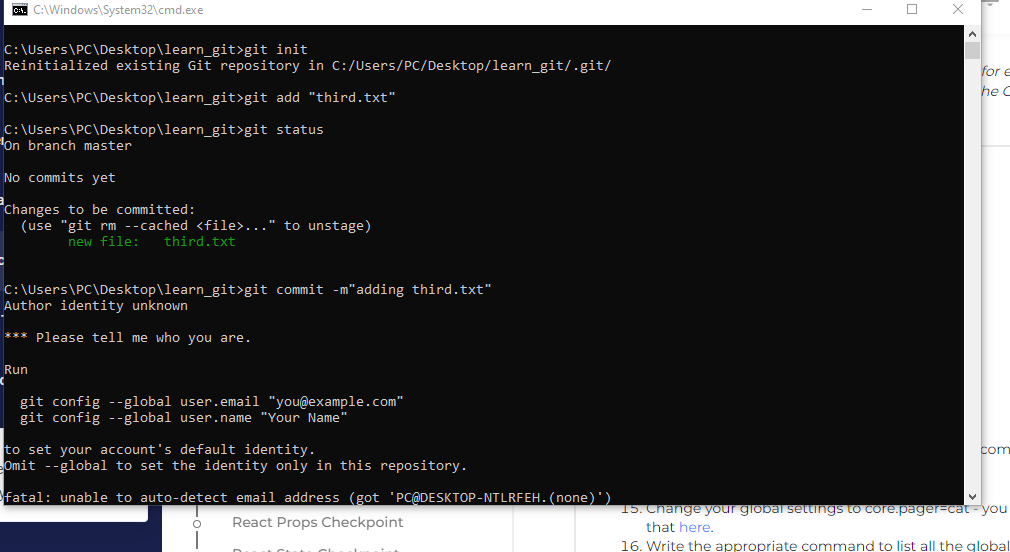 C:\Windows\System32\cmd.exe
C:\Users\PC\Desktop\learn_git>git init
Reinitialized existing Git repository in C:/Users/PC/Desktop/learn_git/.git/
C:\Users\PC\Desktop\learn_git>git add "third.txt"
C:\Users\PC\Desktop\learn_git>git status
On branch master
No commits yet
Changes to be committed:
(use "git rm --cached <file>..." to unstage)
new file:   third.txt
C:\Users\PC\Desktop\learn_git>git commit -m"adding third.txt"
Author identity unknown
*** Please tell me who you are.
Run
git config --global user.email "you@example.com"
git config --global user.name "Your Name"
to set your account's default identity.
Omit --global to set the identity only in this repository.
fatal: unable to auto-detect email address (got 'PC@DESKTOP-NTLRFEH.(none)')
for
React Props Checkpoint
React State Checkpoint
15. Change your global settings to core.pager=cat - you
that here.
16. Write the appropriate command to list all the global